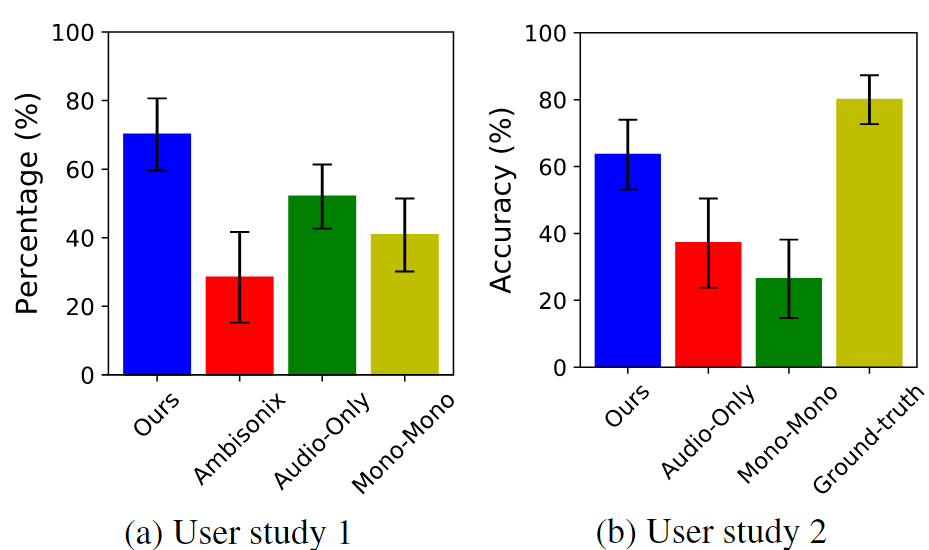 100
80
60
40
20
0
Percentage (%)
Ours
Ambisonix
Audio-Only
Mono-Mono
(a) User study 1
100
80
60
40
20
0
Accuracy (%)
Ours
Audio-Only
Mono-Mono
Ground-truth
(b) User study 2